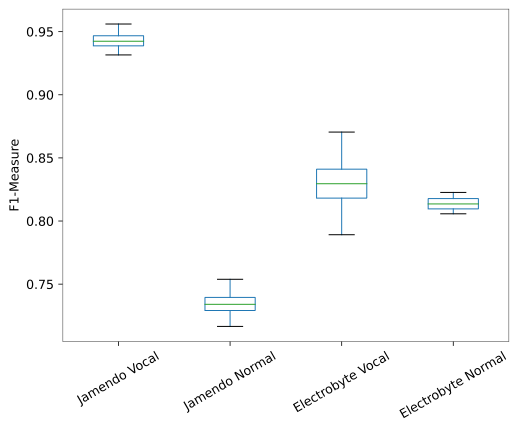 0.95
0.90
0.85
0.80
0.75
F1-Measure
Jamendo Vocal
Jamendo Normal
Electrobyte Vocal
Electrobyte Normal